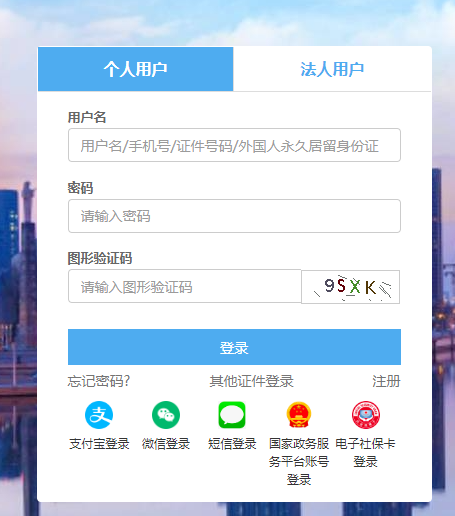 个人用户
法人用户
用户名
用户名/手机号/证件号码/外国人永久居留身份证
密码
请输入密码
图形验证码
请输入图形验证码
9SXK
登录
忘记密码?
其他证件登录
注册
支付宝登录
微信登录
短信登录
国家政务服
务平台账号
登录
电子社保卡
登录